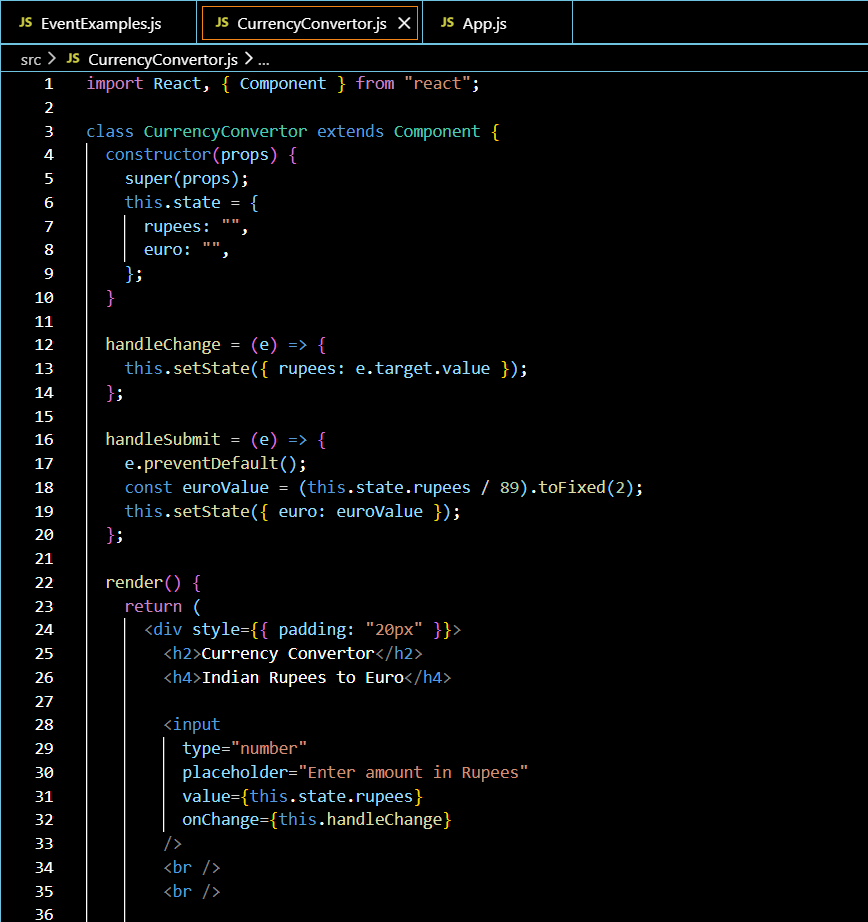 JS EventExamples.js JS CurrencyConvertor.js × JS App.js
src > JS CurrencyConvertor.js > ...
1 import React, { Component } from "react";
2
3 class CurrencyConvertor extends Component {
4   constructor(props) {
5     super(props);
6     this.state = {
7       rupees: "",
8       euro: "",
9     };
10   }
11
12   handleChange = (e) => {
13     this.setState({ rupees: e.target.value });
14   };
15
16   handleSubmit = (e) => {
17     e.preventDefault();
18     const euroValue = (this.state.rupees / 89).toFixed(2);
19     this.setState({ euro: euroValue });
20   };
21
22   render() {
23     return (
24       <div style={{ padding: "20px" }}>
25         <h2>Currency Convertor</h2>
26         <h4>Indian Rupees to Euro</h4>
27
28         <input
29           type="number"
30           placeholder="Enter amount in Rupees"
31           value={this.state.rupees}
32           onChange={this.handleChange}
33         />
34         <br />
35         <br />
36